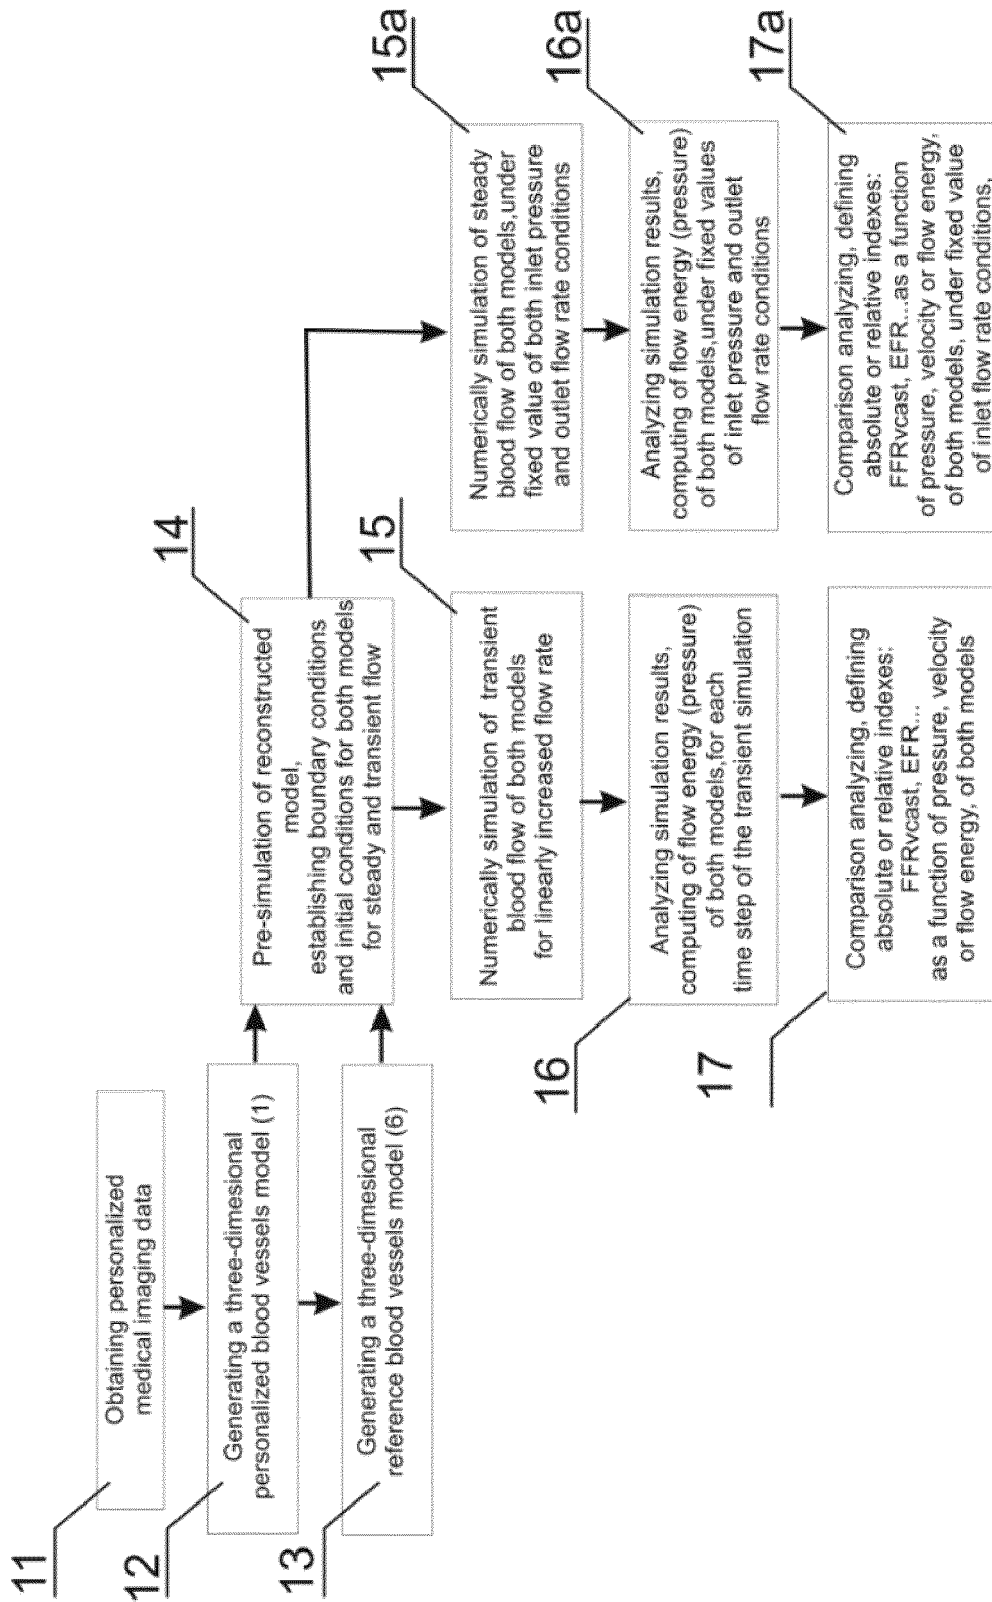 11
Obtaining personalized
medical imaging data
12
Generating a three-dimesional
personalized blood vessels model (1)
13
Generating a three-dimesional
reference blood vessels model (6)
14
Pre-simulation of reconstructed
model,
establishing boundary conditions
and initial conditions for both models
for steady and transient flow
15
Numerically simulation of transient
blood flow of both models
for linearly increased flow rate
16
Analyzing simulation results,
computing of flow energy (pressure)
of both models,for each
time step of the transient simulation
17
Comparison analyzing, defining
absolute or relative indexes:
FFRvcast, EFR...
as a function of pressure, velocity
or flow energy, of both models
15a
Numerically simulation of steady
blood flow of both models,under
fixed value of both inlet pressure
and outlet flow rate conditions
16a
Analyzing simulation results,
computing of flow energy (pressure)
of both models,under fixed values
of inlet pressure and outlet
flow rate conditions
17a
Comparison analyzing, defining
absolute or relative indexes:
FFRvcast, EFR...as a function
of pressure, velocity or flow energy,
of both models, under fixed value
of inlet flow rate conditions,